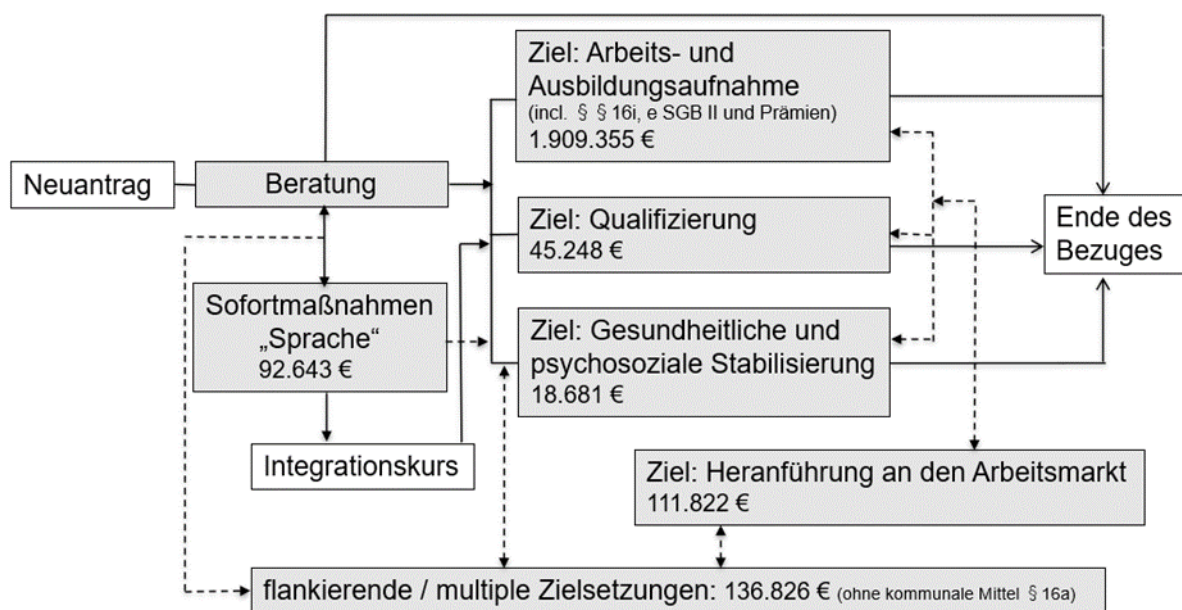 Ziel: Arbeits- und
Ausbildungsaufnahme
(incl. § § 16i, e SGB II und Prämien)
1.909.355 €
Neuantrag
Beratung
Ziel: Qualifizierung
45.248 €
Ende des
Bezuges
Sofortmaßnahmen
„Sprache“
92.643 €
Ziel: Gesundheitliche und
psychosoziale Stabilisierung
18.681 €
Integrationskurs
Ziel: Heranführung an den Arbeitsmarkt
111.822 €
flankierende / multiple Zielsetzungen: 136.826 € (ohne kommunale Mittel § 16a)